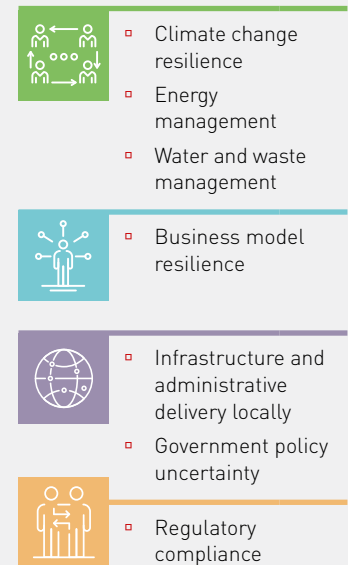 Climate change
resilience
Energy
management
Water and waste
management
Business model
resilience
Infrastructure and
administrative
delivery locally
Government policy
uncertainty
Regulatory
compliance